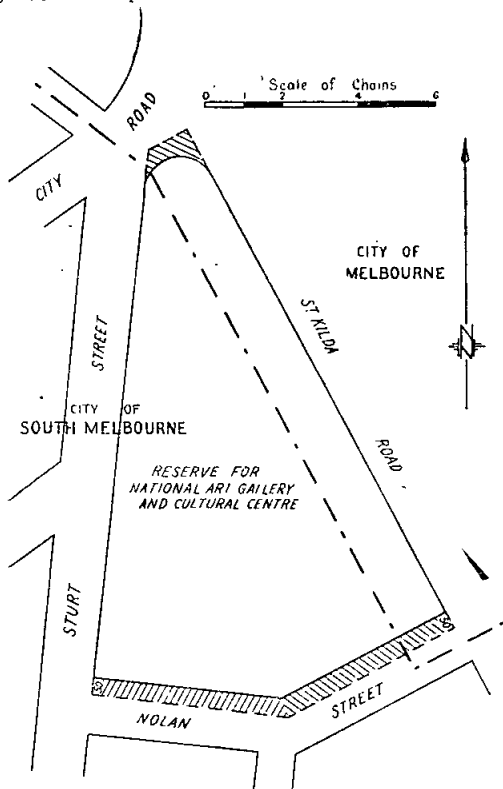 Scale of Chains
0 1 2 4 6
ROAD
CITY
CITY OF
MELBOURNE
ST KILDA
ROAD
STREET
CITY OF
SOUTH MELBOURNE
RESERVE FOR
NATIONAL ART GALLERY
AND CULTURAL CENTRE
STURT
NOLAN
STREET
50